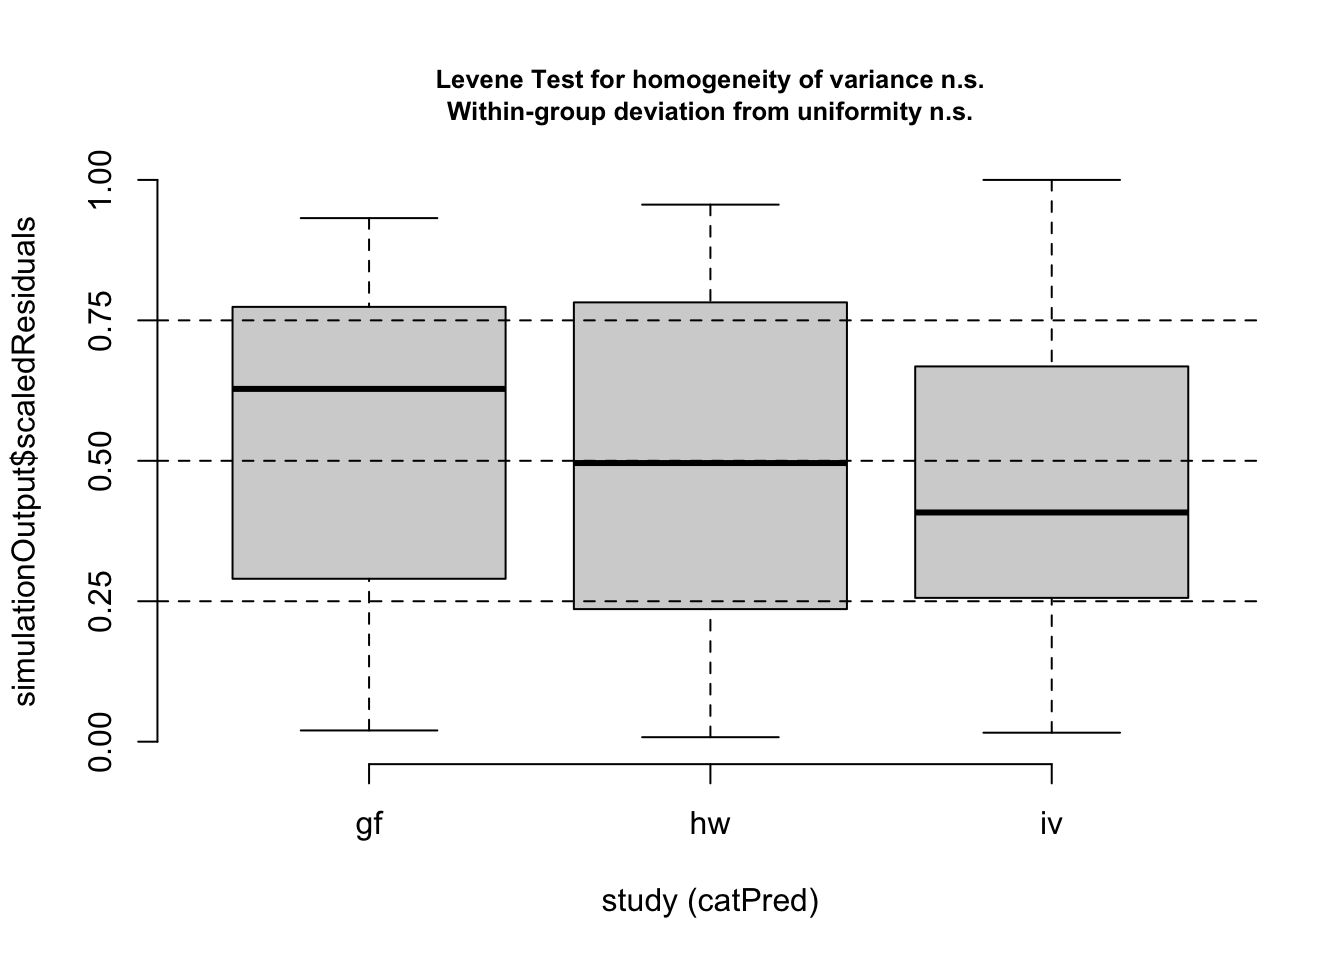 Levene Test for homogeneity of variance n.s.
Within-group deviation from uniformity n.s.
simulationOutput$scaledResiduals
1.00
0.75
0.50
0.25
0.00
gf
hw
iv
study (catPred)